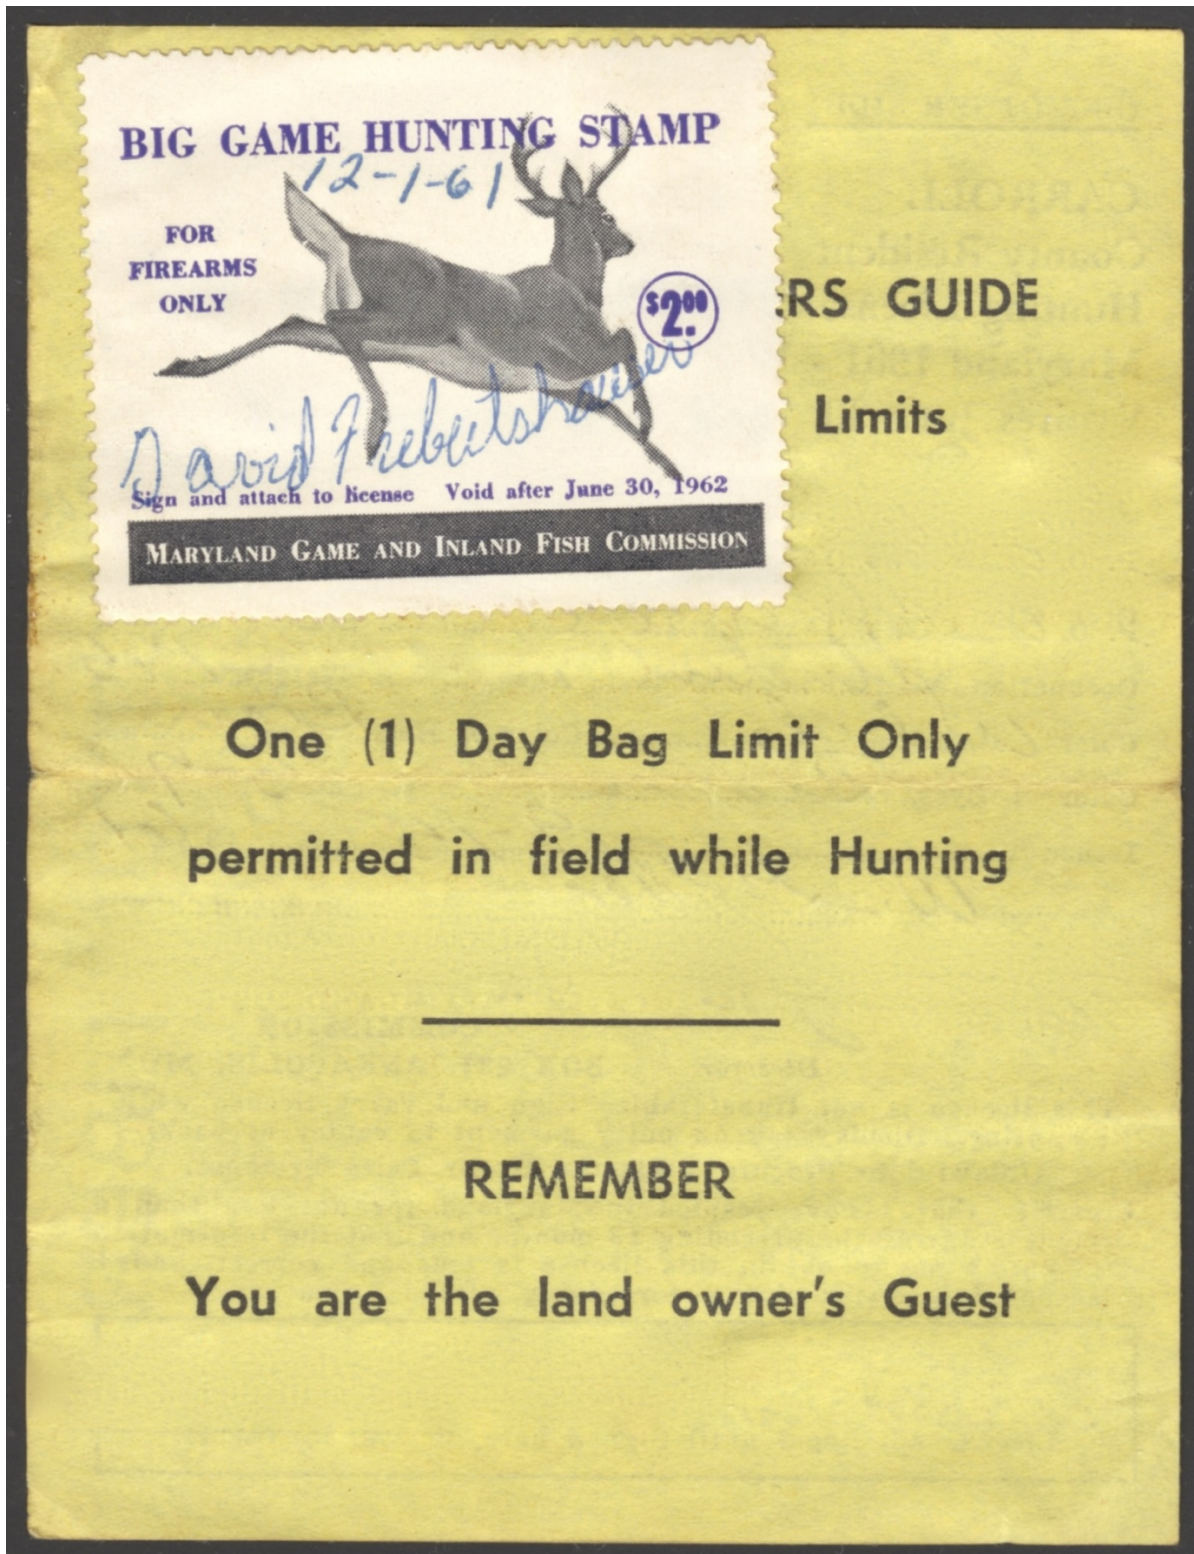 BIG GAME HUNTING STAMP
12-1-61
FOR
FIREARMS
ONLY
$2.00
David
Sign and attach to license Void after June 30, 1962
MARYLAND GAME AND INLAND FISH COMMISSION
ERS GUIDE
Limits
One (1) Day Bag Limit Only
permitted in field while Hunting
REMEMBER
You are the land owner's Guest